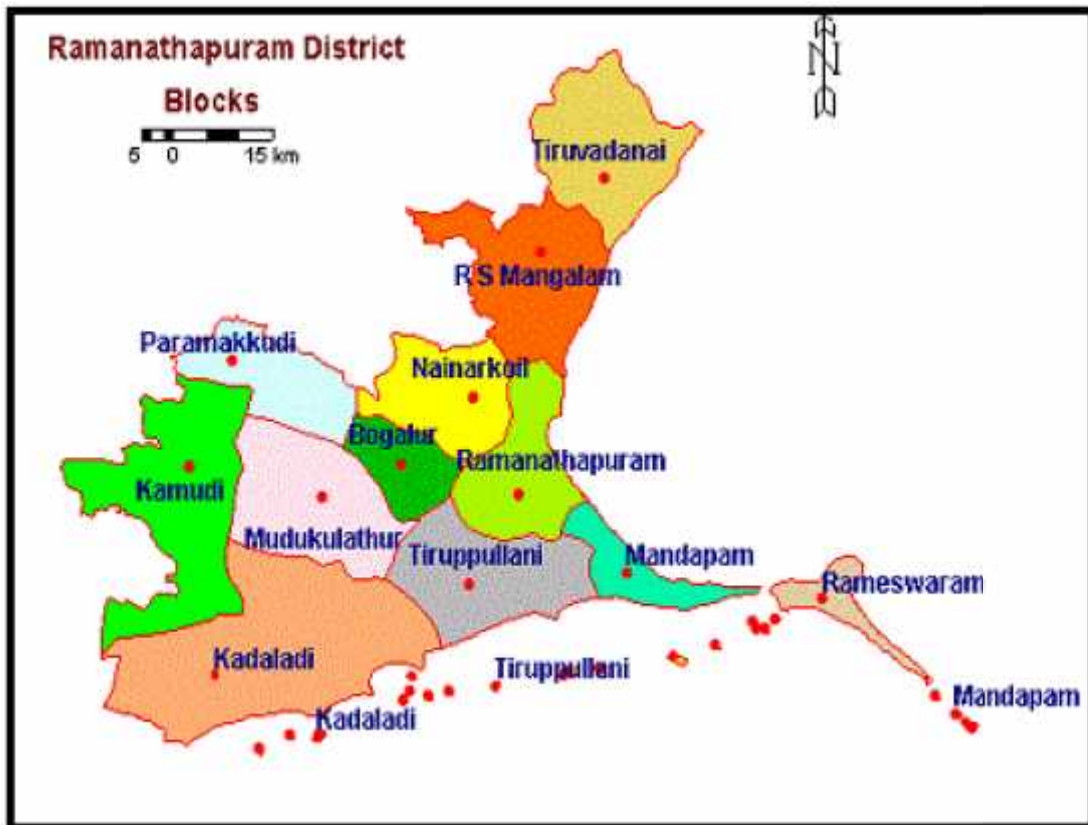 Ramanathapuram District
Blocks
5 0 15 km
N
Tiruvadanai
R S Mangalam
Paramakkudi
Nainarkoil
Bogalur
Ramanathapuram
Kamudi
Mudukulathur
Tiruppullani
Mandapam
Rameswaram
Kadaladi
Tiruppullani
Mandapam
Kadaladi